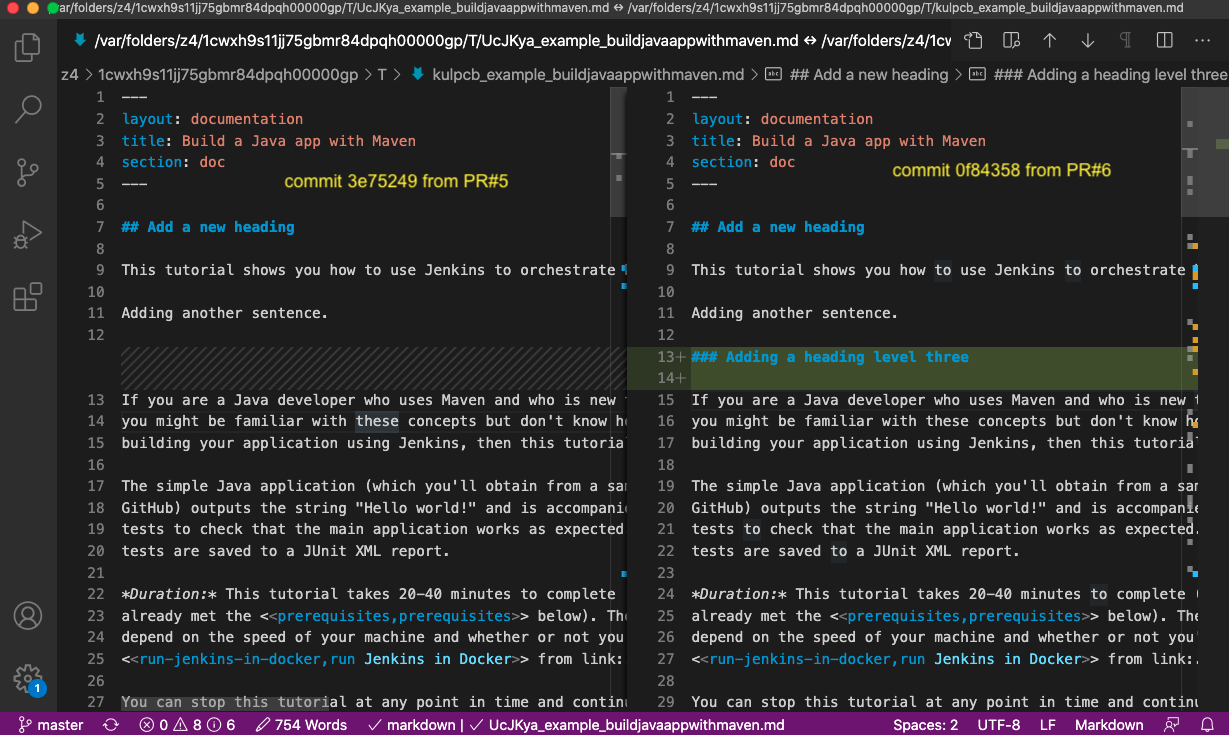 var/folders/z4/1cwxh9s11jj75gbmr84dpqh00000gp/T/UcJKya_example_buildjavaappwithmaven.md ↔ /var/folders/z4/1cwxh9s11jj75gbmr84dpqh00000gp/T/kulpcb_example_buildjavaappwithmaven.md
/var/folders/z4/1cwxh9s11jj75gbmr84dpqh00000gp/T/UcJKya_example_buildjavaappwithmaven.md ↔ /var/folders/z4/1cw
z4 > 1cwxh9s11jj75gbmr84dpqh00000gp > T > kulpcb_example_buildjavaappwithmaven.md > abc ## Add a new heading > abc ### Adding a heading level three
1 ---
2 layout: documentation
3 title: Build a Java app with Maven
4 section: doc
commit 3e75249 from PR#5
5 ---
6
7 ## Add a new heading
8
9 This tutorial shows you how to use Jenkins to orchestrate
10
11 Adding another sentence.
12
13 If you are a Java developer who uses Maven and who is new
14 you might be familiar with these concepts but don't know
15 building your application using Jenkins, then this tutoria
16
17 The simple Java application (which you'll obtain from a sa
18 GitHub) outputs the string "Hello world!" and is accompani
19 tests to check that the main application works as expected
20 tests are saved to a JUnit XML report.
21
22 *Duration:* This tutorial takes 20-40 minutes to complete
23 already met the <<prerequisites,prerequisites>> below). The
24 depend on the speed of your machine and whether or not you
25 <<run-jenkins-in-docker,run Jenkins in Docker>> from link:
26
27 You can stop this tutorial at any point in time and contin
1 ---
2 layout: documentation
3 title: Build a Java app with Maven
4 section: doc
commit 0f84358 from PR#6
5 ---
6
7 ## Add a new heading
8
9 This tutorial shows you how to use Jenkins to orchestrate
10
11 Adding another sentence.
12
13+ ### Adding a heading level three
14+
15 If you are a Java developer who uses Maven and who is new t
16 you might be familiar with these concepts but don't know
17 building your application using Jenkins, then this tutoria
18
19 The simple Java application (which you'll obtain from a sam
20 GitHub) outputs the string "Hello world!" and is accompanie
21 tests to check that the main application works as expected.
22 tests are saved to a JUnit XML report.
23
24 *Duration:* This tutorial takes 20-40 minutes to complete (
25 already met the <<prerequisites,prerequisites>> below). The
26 depend on the speed of your machine and whether or not you'
27 <<run-jenkins-in-docker,run Jenkins in Docker>> from link:.
28
29 You can stop this tutorial at any point in time and contin
1
master 0 8 6 754 Words markdown | UcJKya_example_buildjavaappwithmaven.md Spaces: 2 UTF-8 LF Markdown